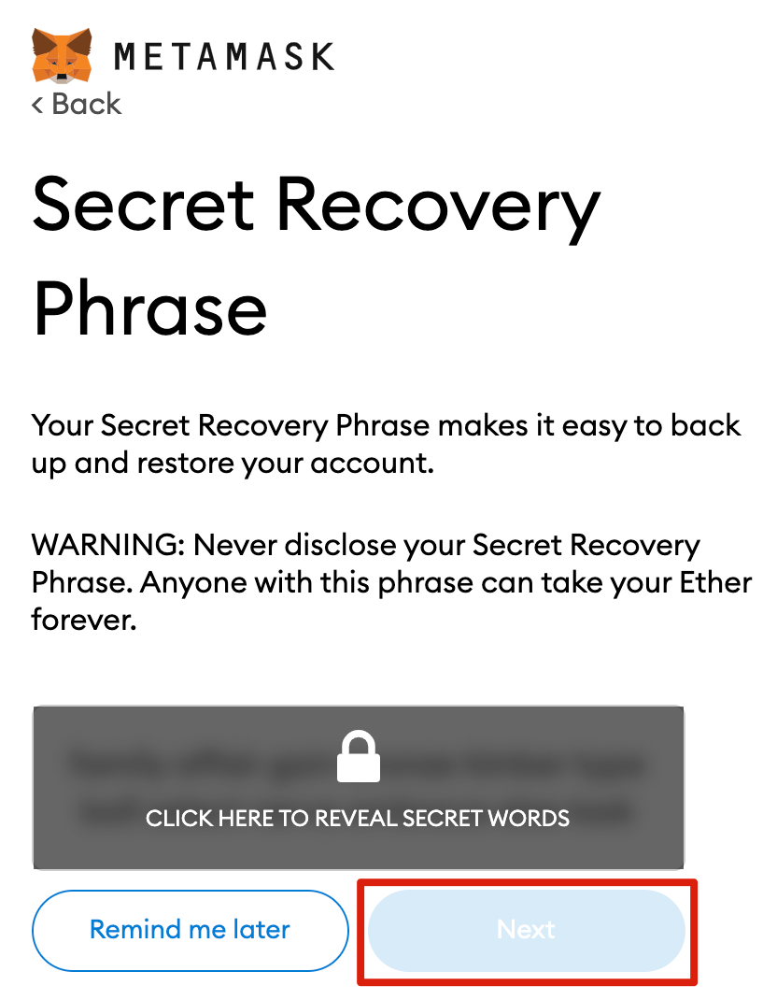 METAMASK
< Back
Secret Recovery
Phrase
Your Secret Recovery Phrase makes it easy to back
up and restore your account.
WARNING: Never disclose your Secret Recovery
Phrase. Anyone with this phrase can take your Ether
forever.
CLICK HERE TO REVEAL SECRET WORDS
Remind me later
Next